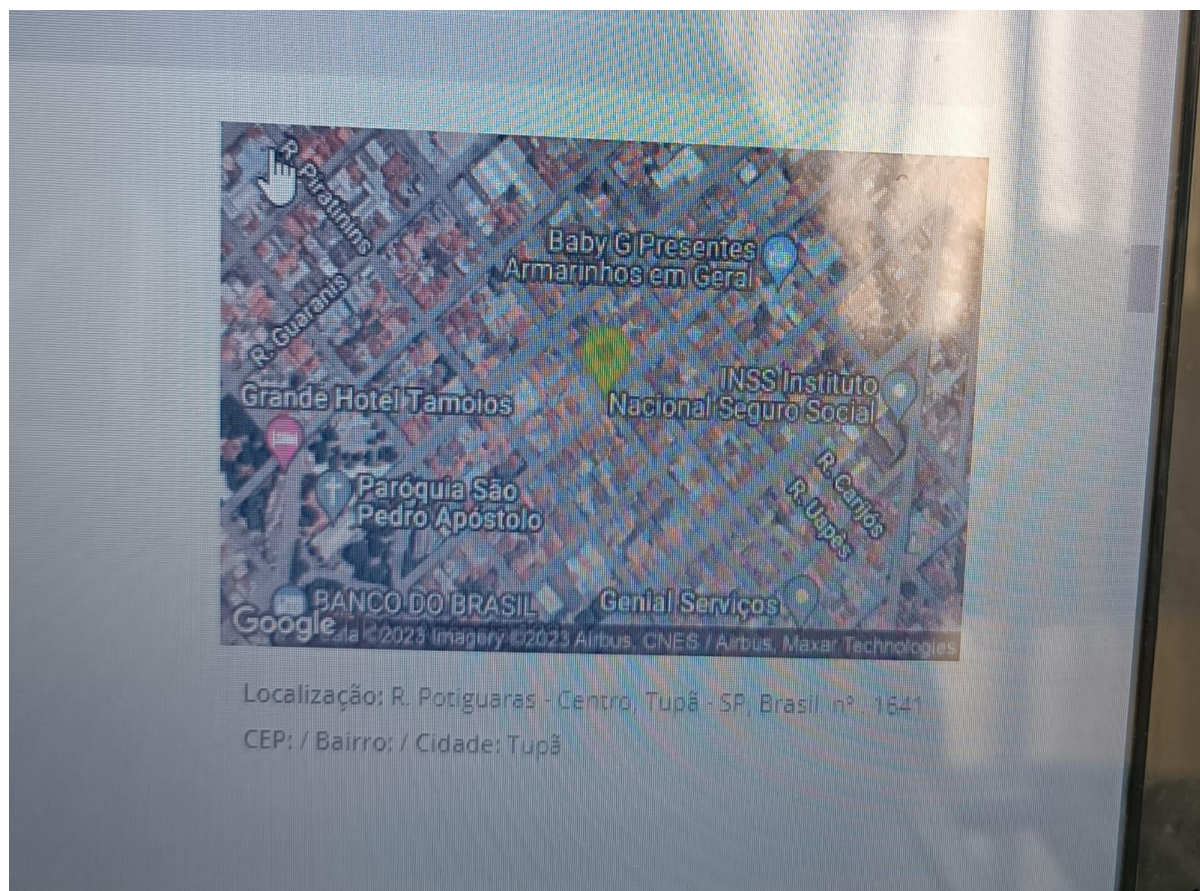 R. Piratinins
Baby G Presentes
Armarinhos em Geral
R. Guaranis
INSS Instituto
Nacional Seguro Social
Grande Hotel Tamoios
Paróquia São
Pedro Apóstolo
R. Carijós
R. Uapés
BANCO DO BRASIL
Genial Serviços
Google
©2023 Imagery ©2023 Airbus, CNES / Airbus, Maxar Technologies
Localização: R. Potiguaras - Centro, Tupã - SP, Brasil, nº . 1641
CEP: / Bairro: / Cidade: Tupã